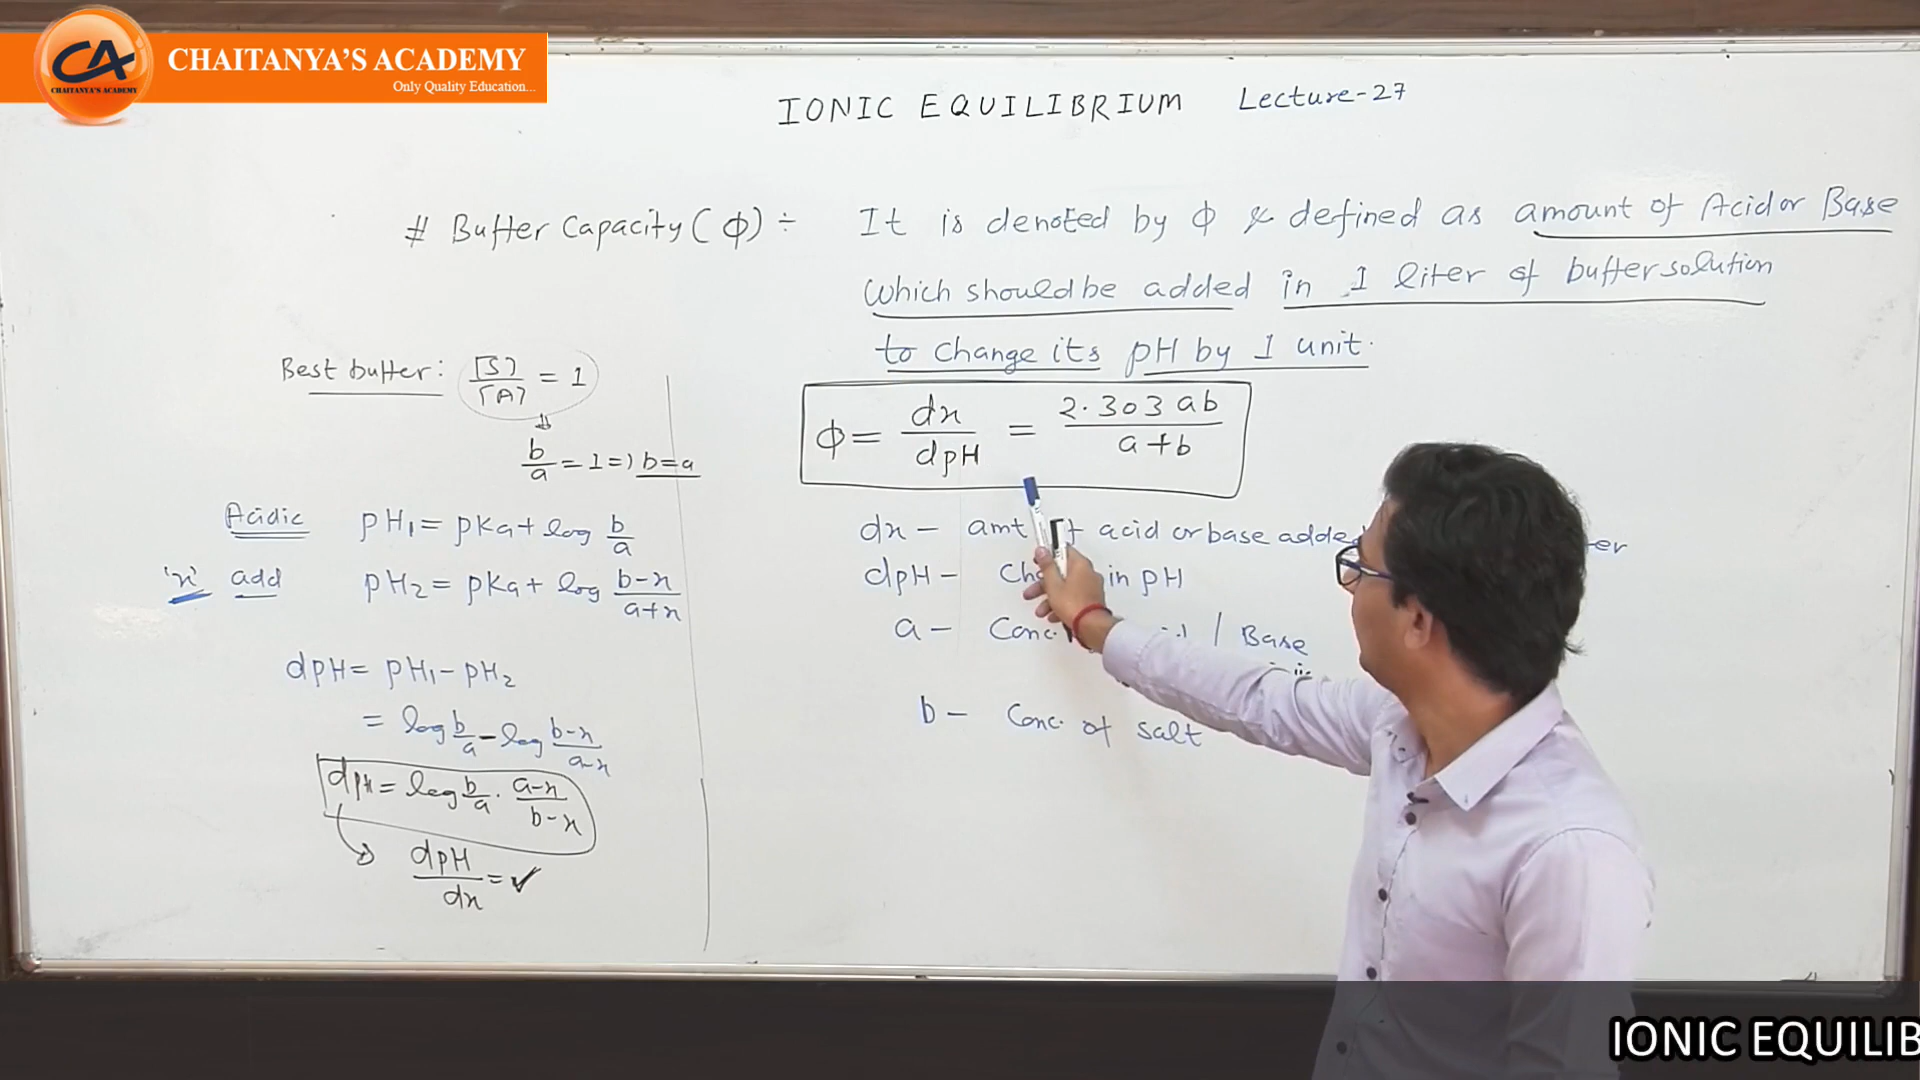 CA
CHAITANYA'S ACADEMY
CHAITANYA'S ACADEMY
Only Quality Education...
IONIC EQUILIBRIUM Lecture-27
# Buffer Capacity (ϕ) ÷ It is denoted by ϕ & defined as amount of Acid or Base
which should be added in 1 liter of buffer solution
to change its pH by 1 unit.
Best buffer: [S]/[A] = 1
b/a = 1 =) b=a
Acidic pH₁ = pKa + log b/a
'x' add pH₂ = pKa + log (b-x)/(a+x)
dpH = pH₁ - pH₂
= log b/a - log (b-x)/(a-x)
dpH = log b/a · (a-x)/(b-x)
dpH/dx = ✓
ϕ = dx/dpH = 2.303 ab/(a+b)
dx - amt acid or base added
dpH - in pH
a - Conc / Base
b - Conc. of salt
IONIC EQUILIB